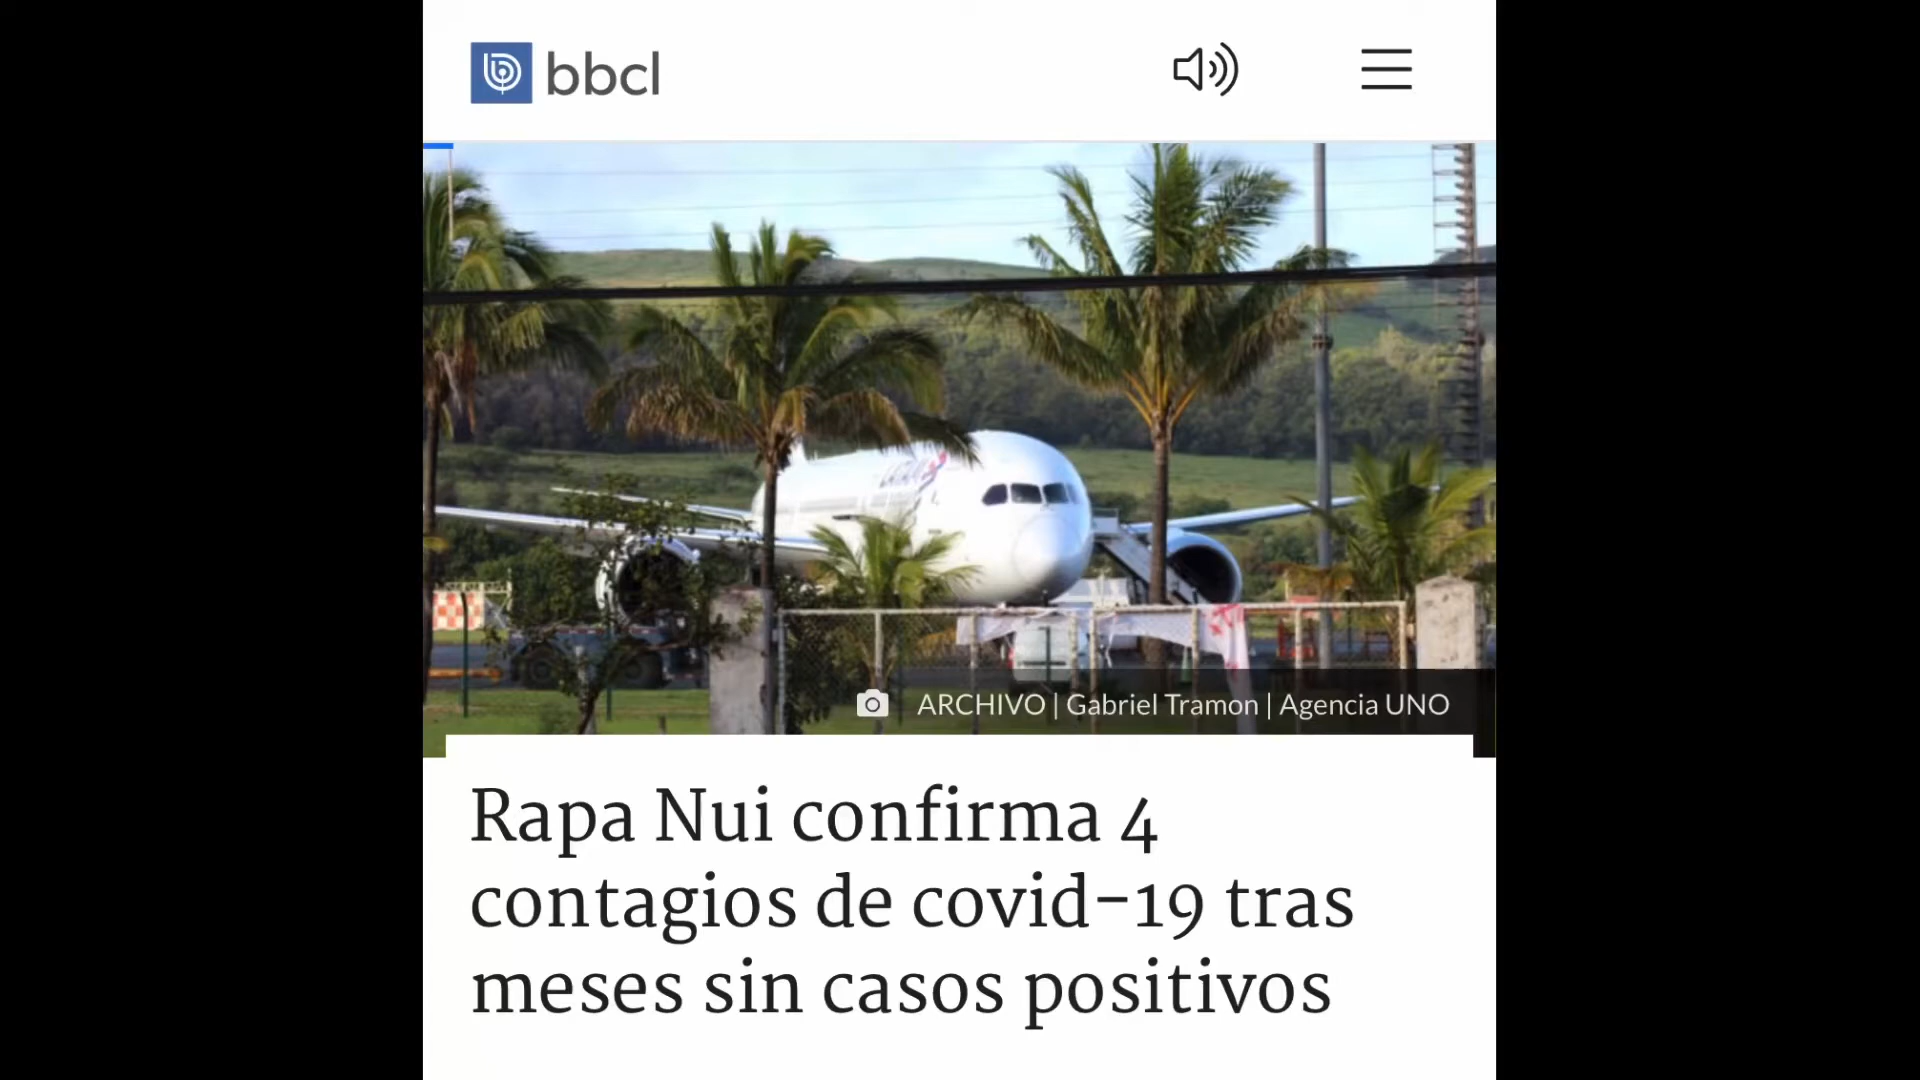 bbcl
ARCHIVO | Gabriel Tramon | Agencia UNO
Rapa Nui confirma 4
contagios de covid-19 tras
meses sin casos positivos